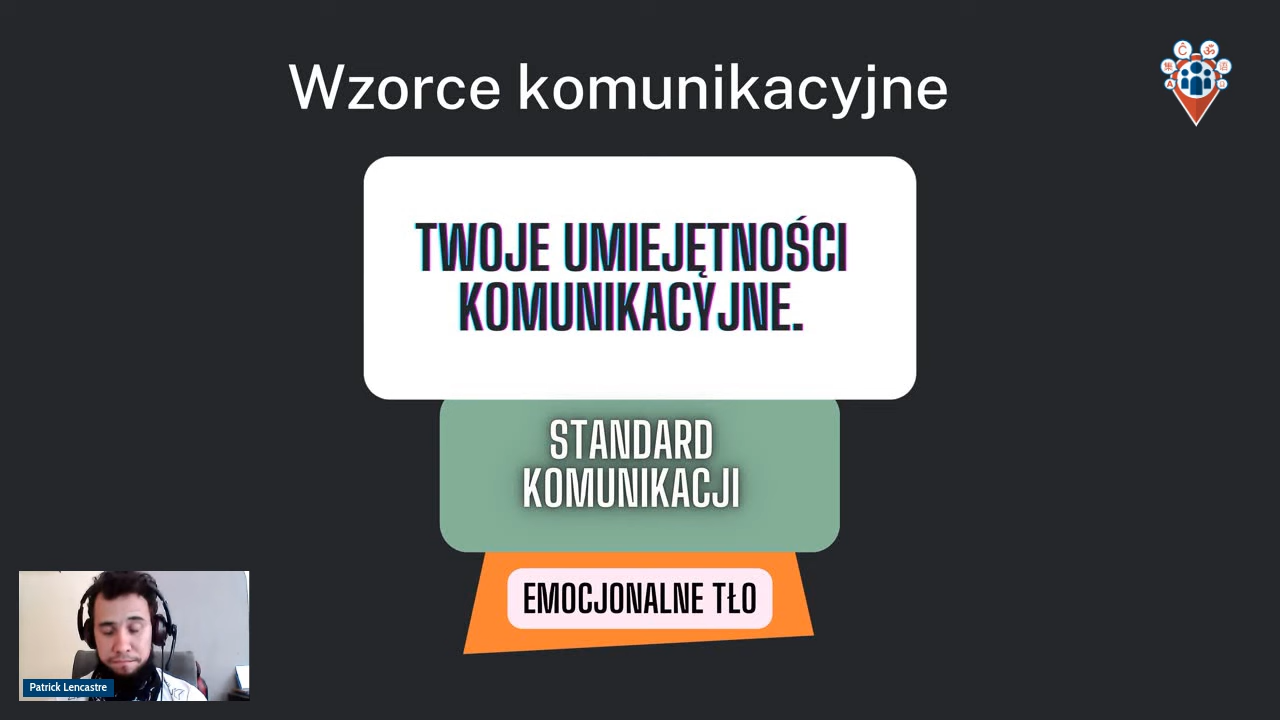 Wzorce komunikacyjne
TWOJE UMIEJĘTNOŚCI
KOMUNIKACYJNE.
STANDARD
KOMUNIKACJI
EMOCJONALNE TŁO
Patrick Lencastre